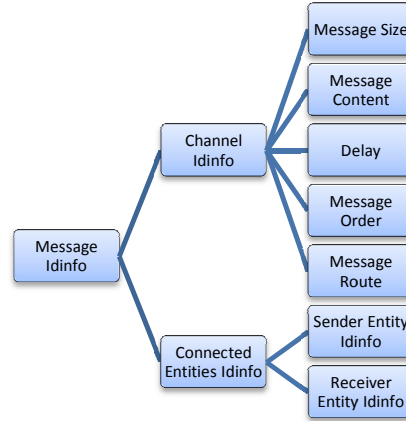 Message Size
Message
Content
Channel
Idinfo
Delay
Message
Order
Message
Idinfo
Message
Route
Sender Entity
Idinfo
Connected
Entities Idinfo
Receiver
Entity Idinfo